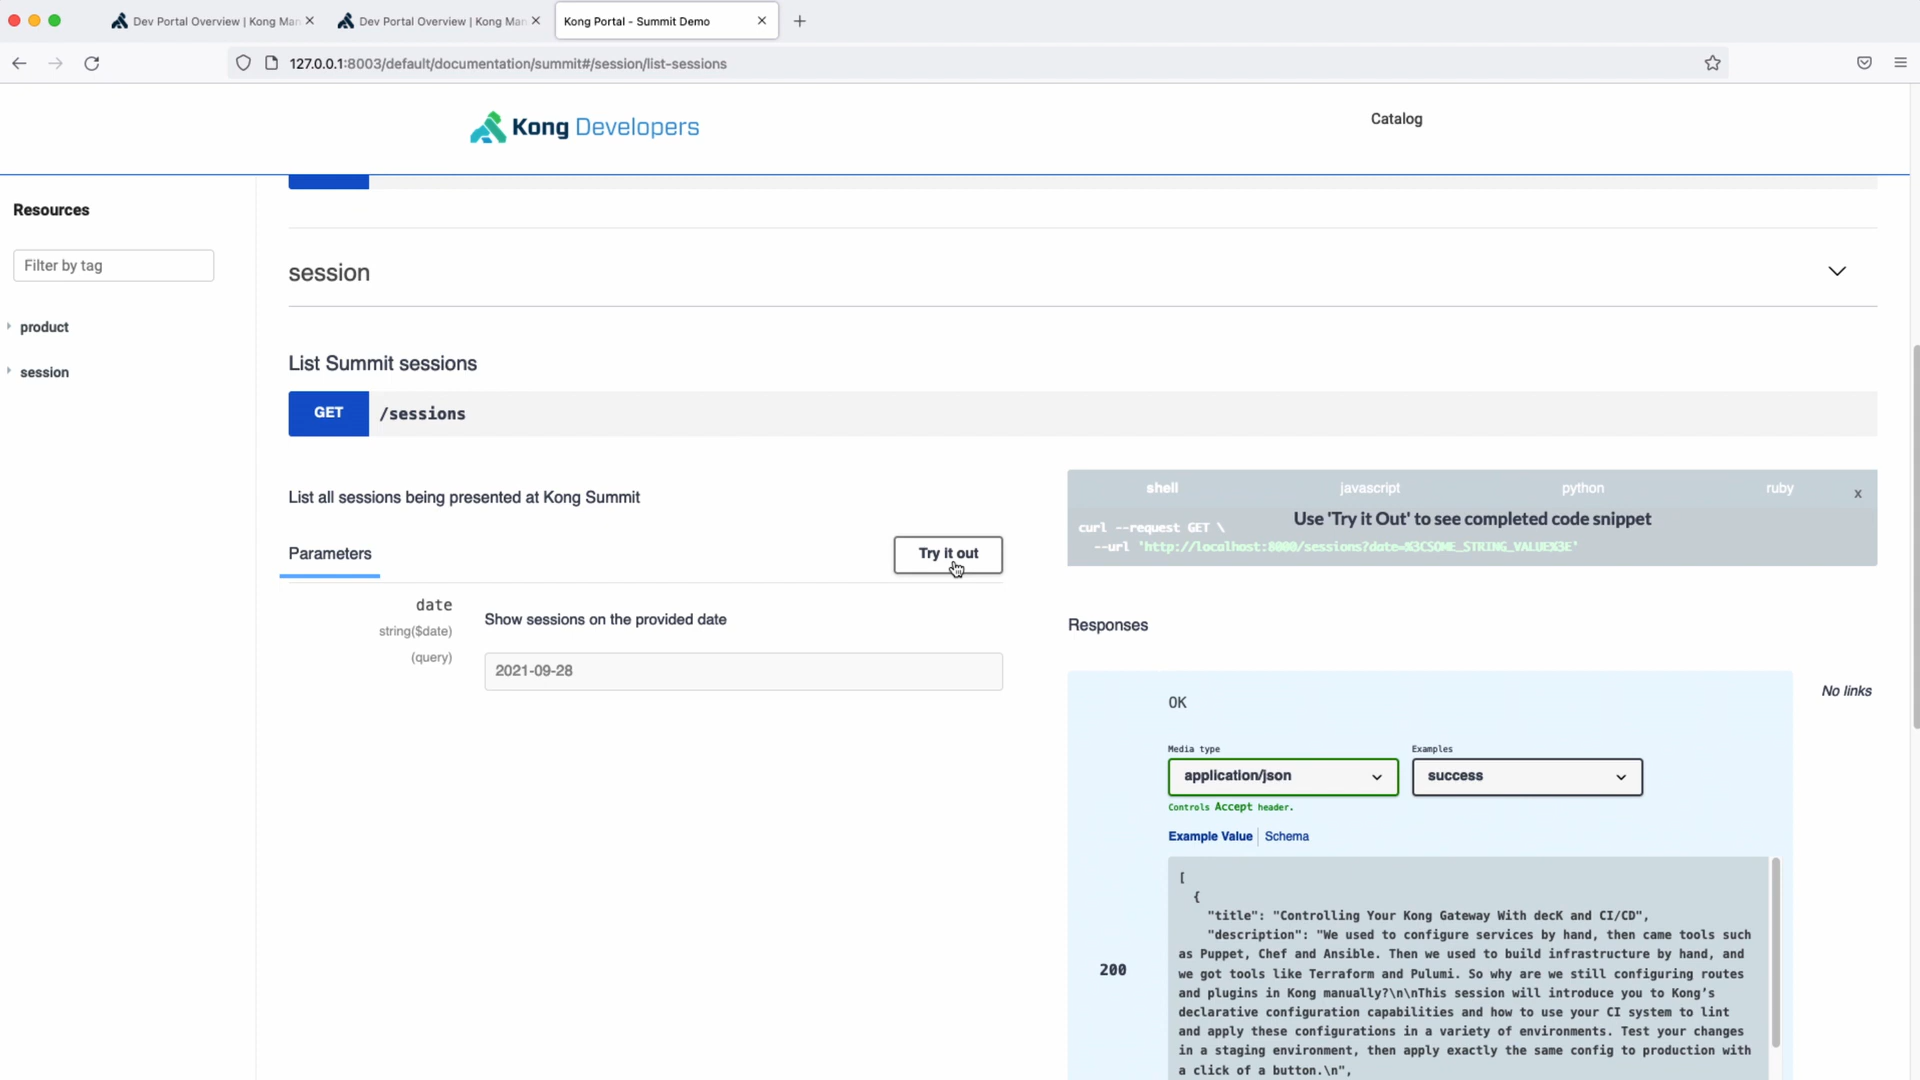 Dev Portal Overview | Kong Man
Dev Portal Overview | Kong Man
Kong Portal - Summit Demo
127.0.0.1:8003/default/documentation/summit#/session/list-sessions
Kong Developers
Catalog
Resources
Filter by tag
product
session
session
List Summit sessions
GET /sessions
List all sessions being presented at Kong Summit
Parameters
Try it out
date
string($date)
(query)
Show sessions on the provided date
2021-09-28
shell javascript python ruby x
Use 'Try it Out' to see completed code snippet
curl --request GET \
--url 'http://localhost:8000/sessions?date=%3CSOME_STRING_VALUE%3E'
Responses
No links
OK
Media type
Examples
application/json
success
Controls Accept header.
Example Value
Schema
200
[
{
"title": "Controlling Your Kong Gateway With decK and CI/CD",
"description": "We used to configure services by hand, then came tools such
as Puppet, Chef and Ansible. Then we used to build infrastructure by hand, and
we got tools like Terraform and Pulumi. So why are we still configuring routes
and plugins in Kong manually?\n\nThis session will introduce you to Kong’s
declarative configuration capabilities and how to use your CI system to lint
and apply these configurations in a variety of environments. Test your changes
in a staging environment, then apply exactly the same config to production with
a click of a button.\n",